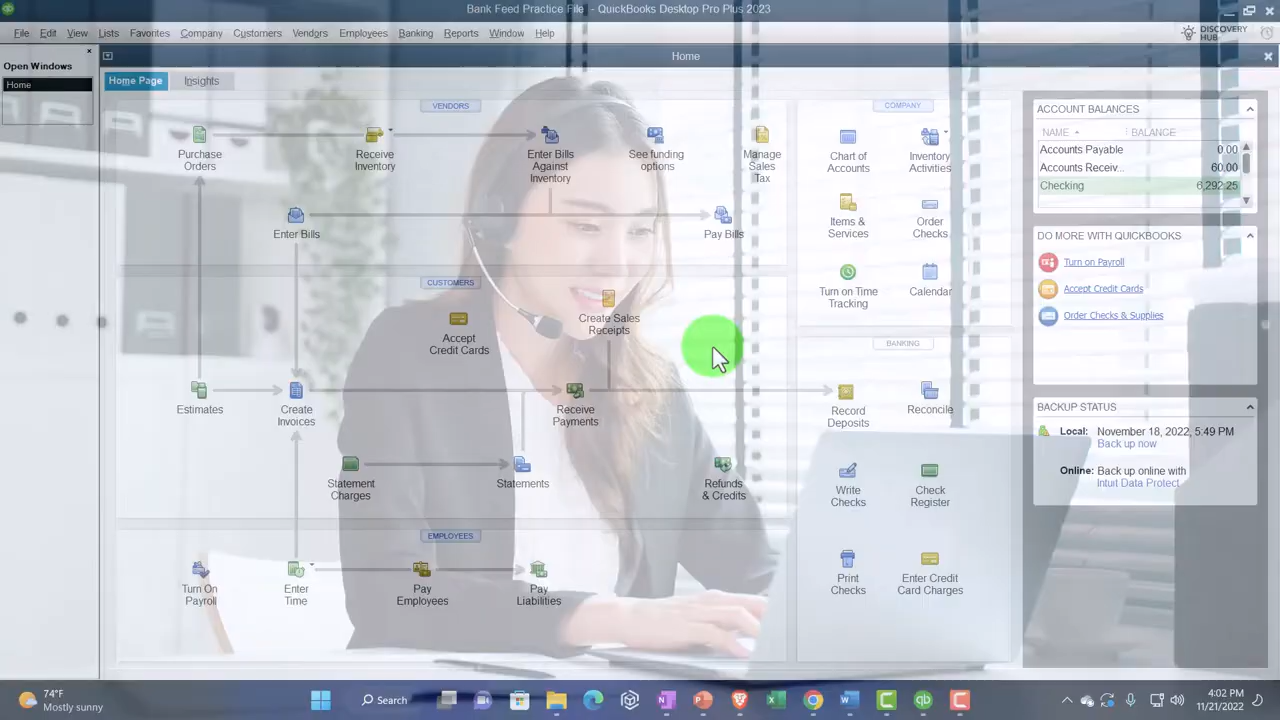 Bank Feed Practice File - QuickBooks Desktop Pro Plus 2023
File Edit View Lists Favorites Company Customers Vendors Employees Banking Reports Window Help
DISCOVERY
HUB
Open Windows
Home
Home
Home Page Insights
VENDORS
Purchase
Orders
Receive
Inventory
Enter Bills
Against
Inventory
See funding
options
Manage
Sales
Tax
Enter Bills
Pay Bills
CUSTOMERS
Create Sales
Receipts
Accept
Credit Cards
Estimates
Create
Invoices
Receive
Payments
Statement
Charges
Statements
Refunds
& Credits
EMPLOYEES
Turn On
Payroll
Enter
Time
Pay
Employees
Pay
Liabilities
COMPANY
Chart of
Accounts
Inventory
Activities
Items &
Services
Order
Checks
Turn on Time
Tracking
Calendar
BANKING
Record
Deposits
Reconcile
Write
Checks
Check
Register
Print
Checks
Enter Credit
Card Charges
ACCOUNT BALANCES
NAME BALANCE
Accounts Payable 0.00
Accounts Receiv... 60.00
Checking 6,292.25
DO MORE WITH QUICKBOOKS
Turn on Payroll
Accept Credit Cards
Order Checks & Supplies
BACKUP STATUS
Local: November 18, 2022, 5:49 PM
Back up now
Online: Back up online with
Intuit Data Protect
74°F
Mostly sunny
Search
4:02 PM
11/21/2022